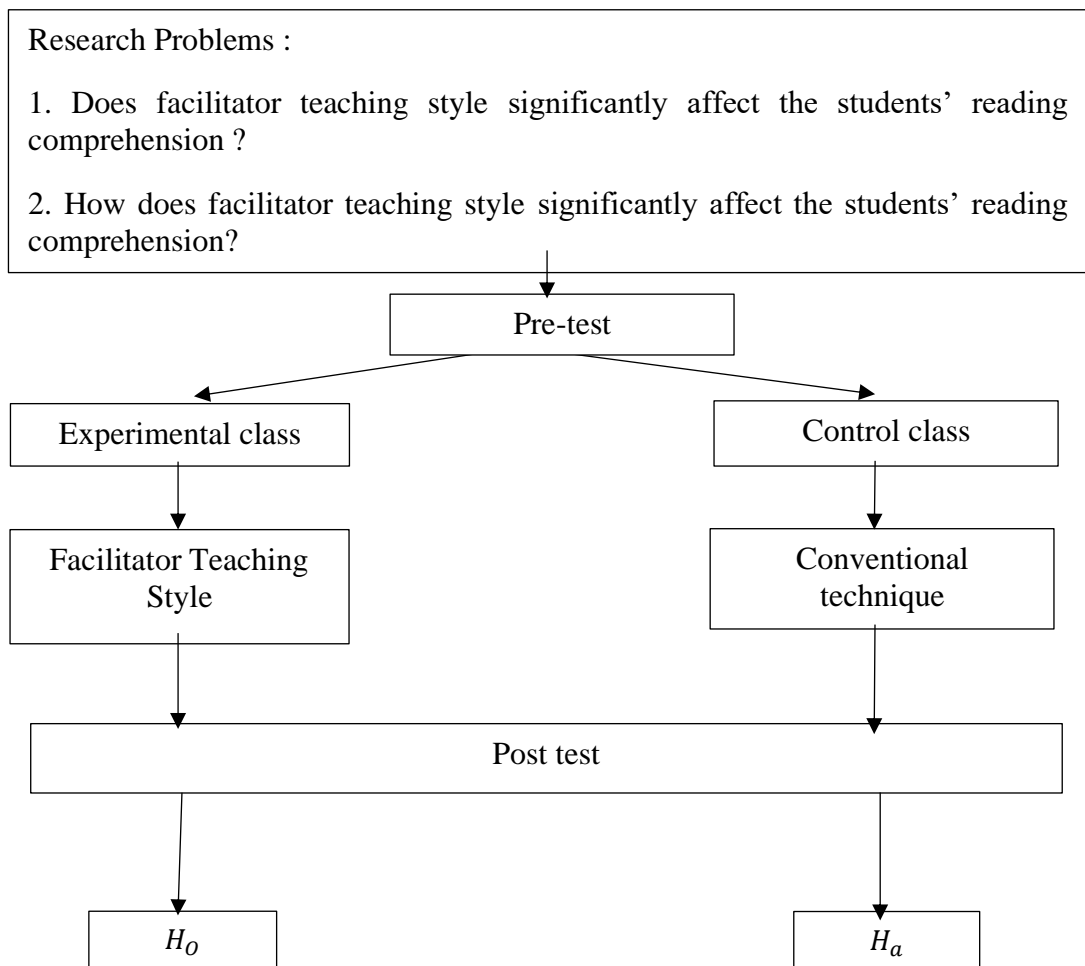 Research Problems :
1. Does facilitator teaching style significantly affect the students’ reading
comprehension ?
2. How does facilitator teaching style significantly affect the students’ reading
comprehension?
Pre-test
Experimental class
Control class
Facilitator Teaching
Style
Conventional
technique
Post test
H_O
H_a